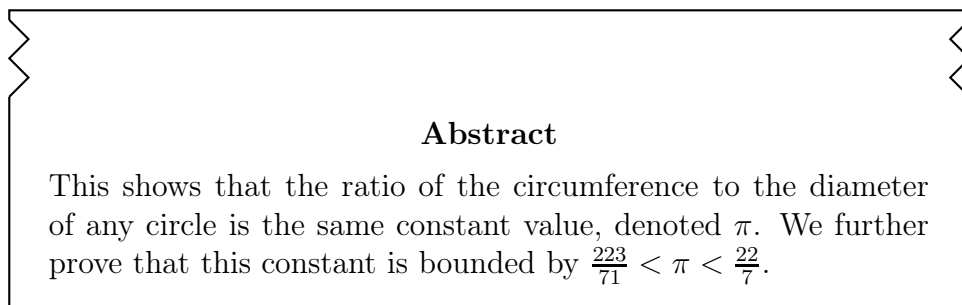 Abstract
This shows that the ratio of the circumference to the diameter
of any circle is the same constant value, denoted π. We further
prove that this constant is bounded by 223/71 < π < 22/7.